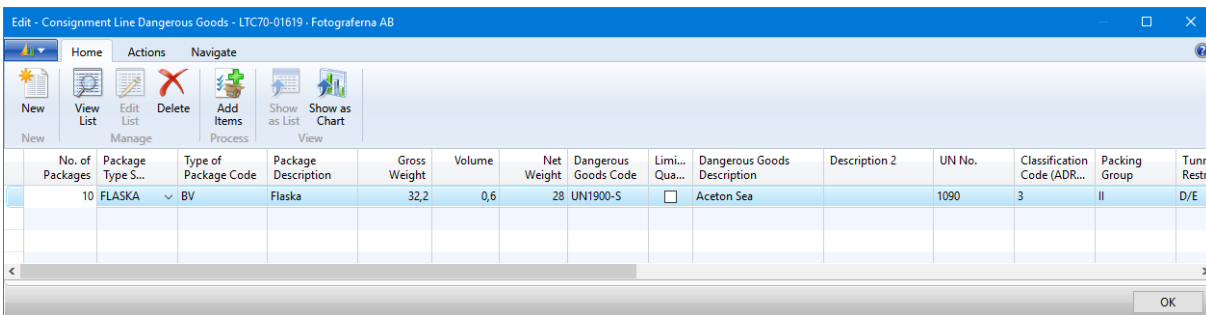 Edit - Consignment Line Dangerous Goods - LTC70-01619 · Fotograferna AB
Home Actions Navigate
New View List Edit List Delete Add Items Show as List Show as Chart
New Manage Process View
No. of Packages Package Type S... Type of Package Code Package Description Gross Weight Volume Net Weight Dangerous Goods Code Limi... Qua... Dangerous Goods Description Description 2 UN No. Classification Code (ADR... Packing Group Tunn Restr
10 FLASKA BV Flaska 32,2 0,6 28 UN1900-S Aceton Sea 1090 3 II D/E
OK